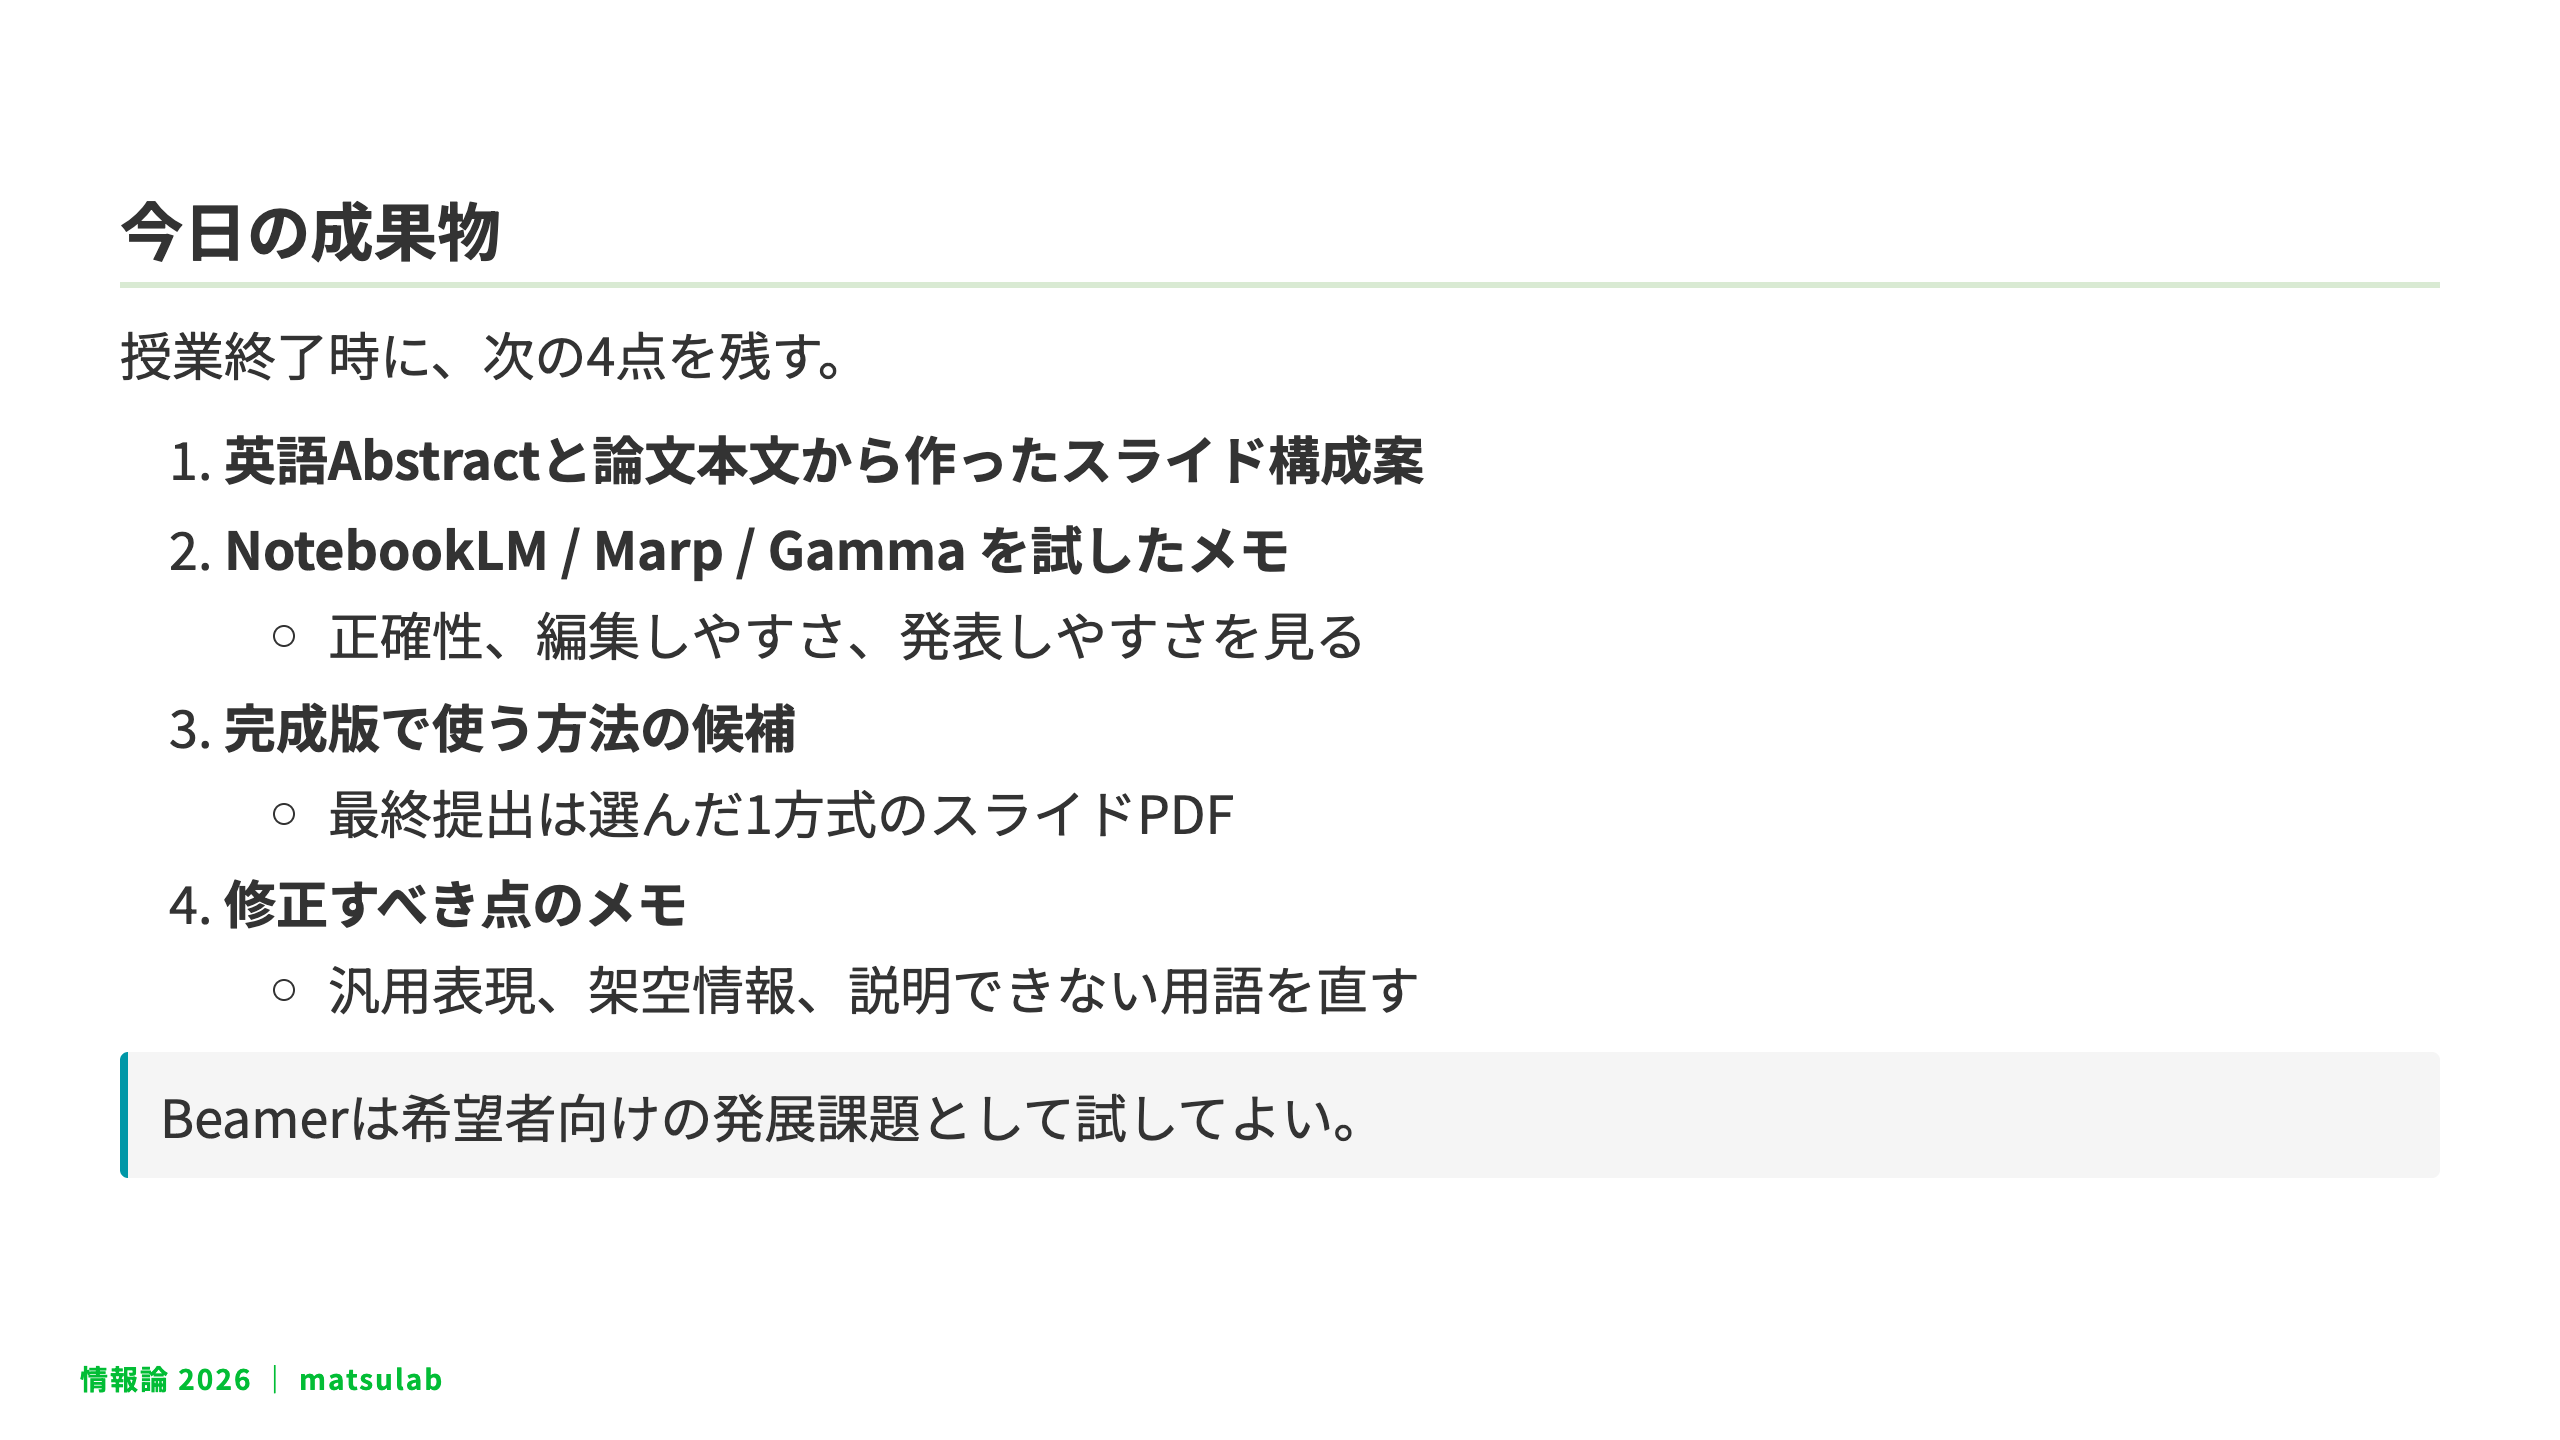 今日の成果物
授業終了時に、次の4点を残す。
1. 英語Abstractと論文本文から作ったスライド構成案
2. NotebookLM / Marp / Gamma を試したメモ
○ 正確性、編集しやすさ、発表しやすさを見る
3. 完成版で使う方法の候補
○ 最終提出は選んだ1方式のスライドPDF
4. 修正すべき点のメモ
○ 汎用表現、架空情報、説明できない用語を直す
Beamerは希望者向けの発展課題として試してよい。
情報論 2026 ｜ matsulab